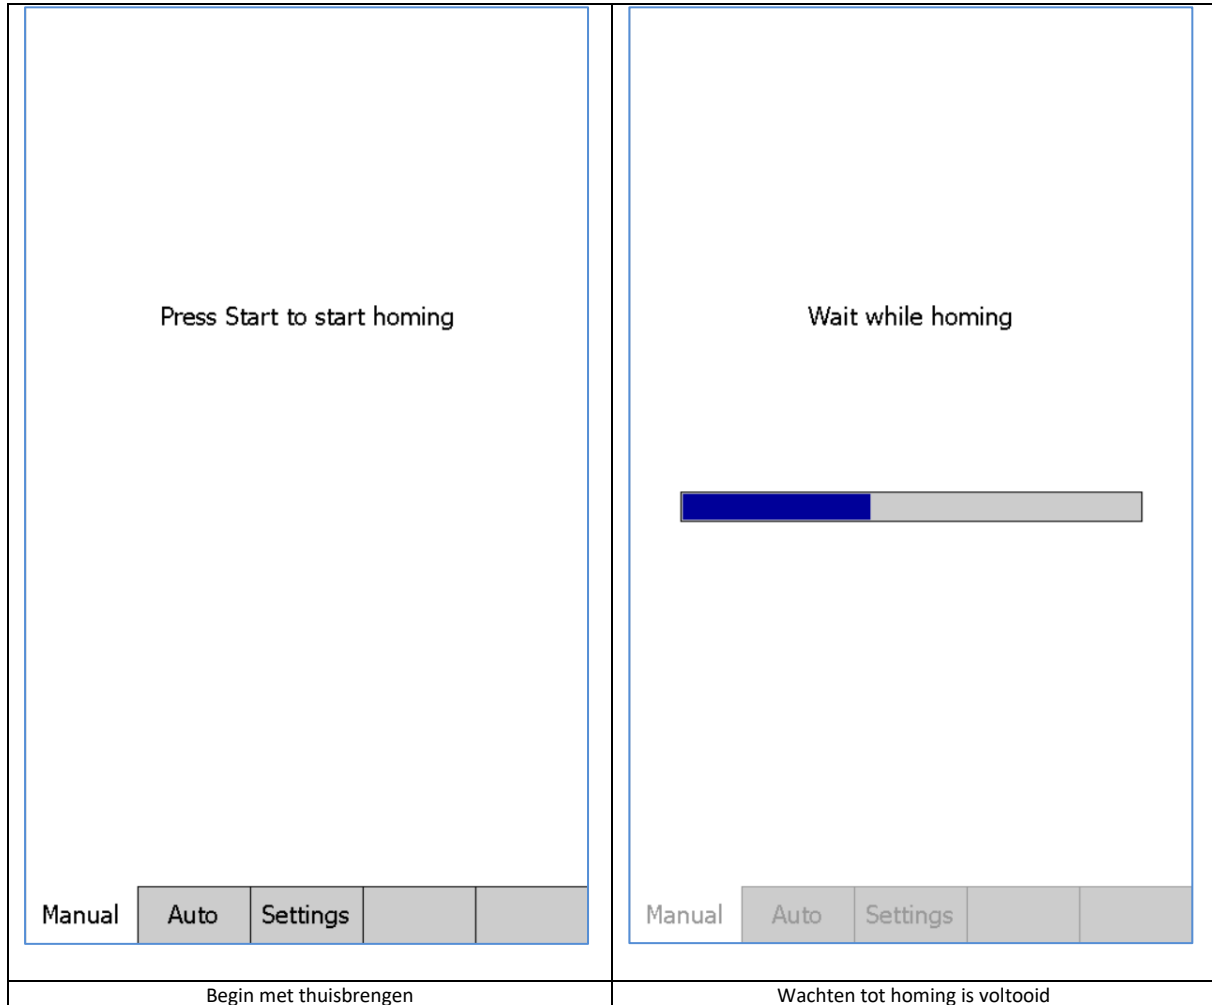 Press Start to start homing
Manual Auto Settings
Begin met thuisbrengen
Wait while homing
Manual Auto Settings
Wachten tot homing is voltooid